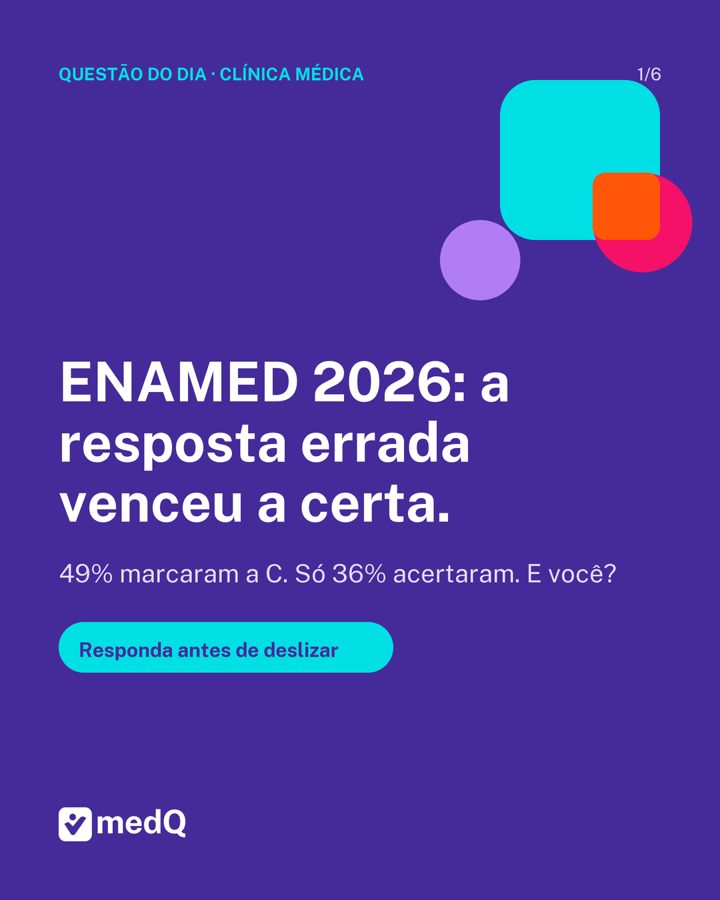 QUESTÃO DO DIA · CLÍNICA MÉDICA
1/6
ENAMED 2026: a
resposta errada
venceu a certa.
49% marcaram a C. Só 36% acertaram. E você?
Responda antes de deslizar
medQ